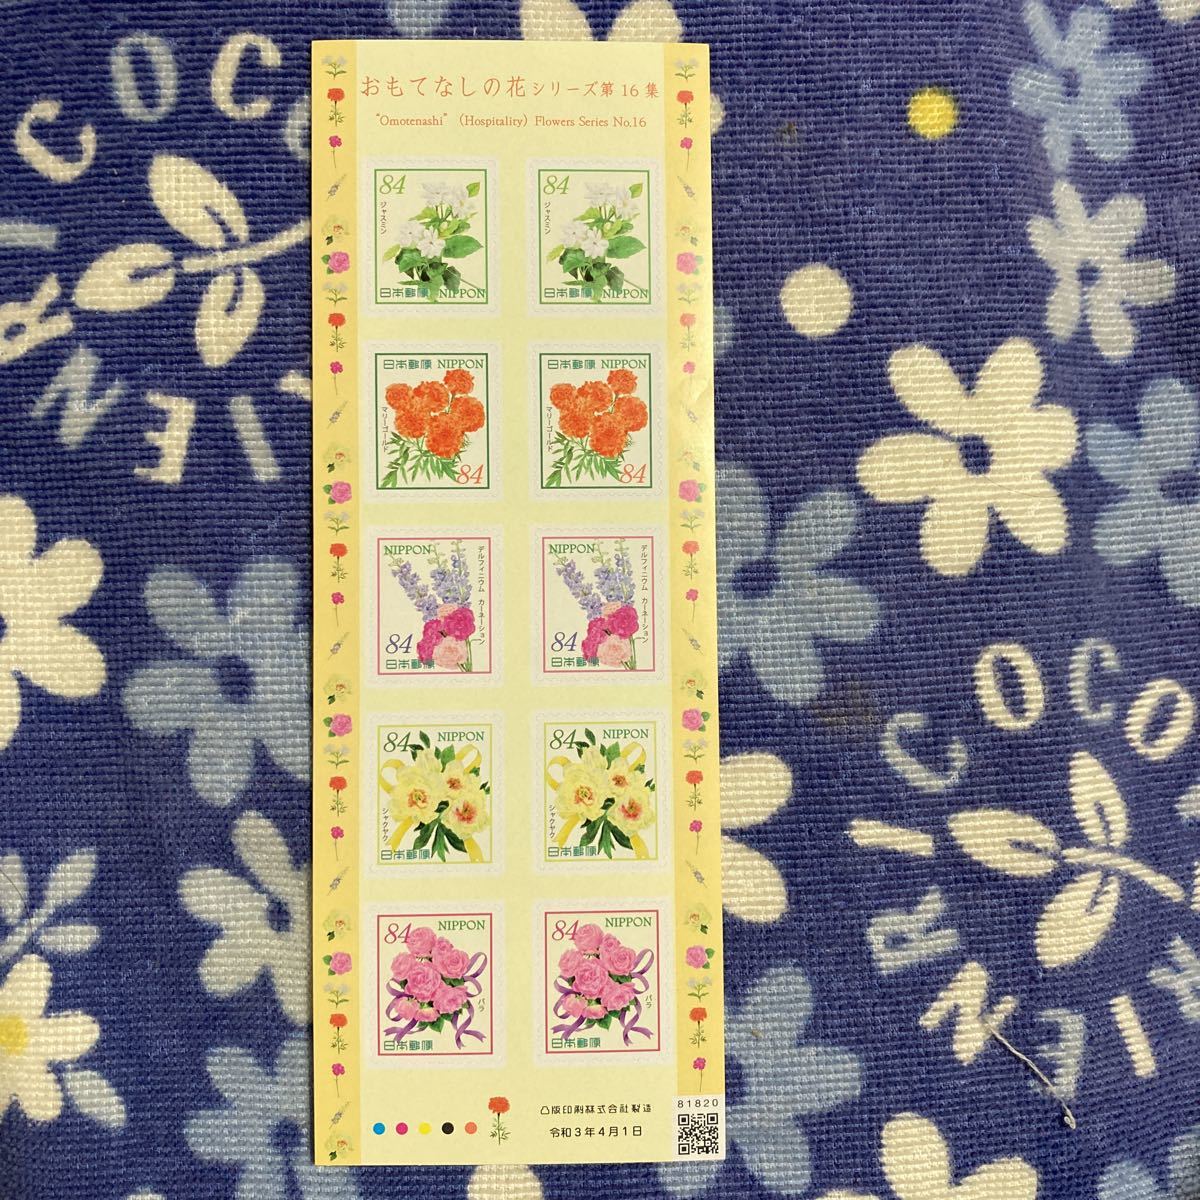 おもてなしの花シリーズ第16集
"Omotenashi" (Hospitality) Flowers Series No.16
84
ジャスミン
日本郵便 NIPPON
84
ジャスミン
日本郵便 NIPPON
日本郵便 NIPPON
マリーゴールド
84
日本郵便 NIPPON
マリーゴールド
84
NIPPON
デルフィニウム カーネーション
84
日本郵便
NIPPON
デルフィニウム カーネーション
84
日本郵便
84 NIPPON
シャクヤク
日本郵便
84 NIPPON
シャクヤク
日本郵便
84 NIPPON
バラ
日本郵便
84 NIPPON
バラ
日本郵便
凸版印刷株式会社製造
令和3年4月1日
81820
COCO
COCO